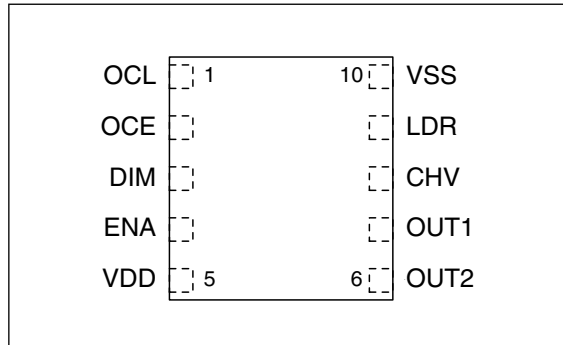 OCL 1 10 VSS
OCE LDR
DIM CHV
ENA OUT1
VDD 5 6 OUT2